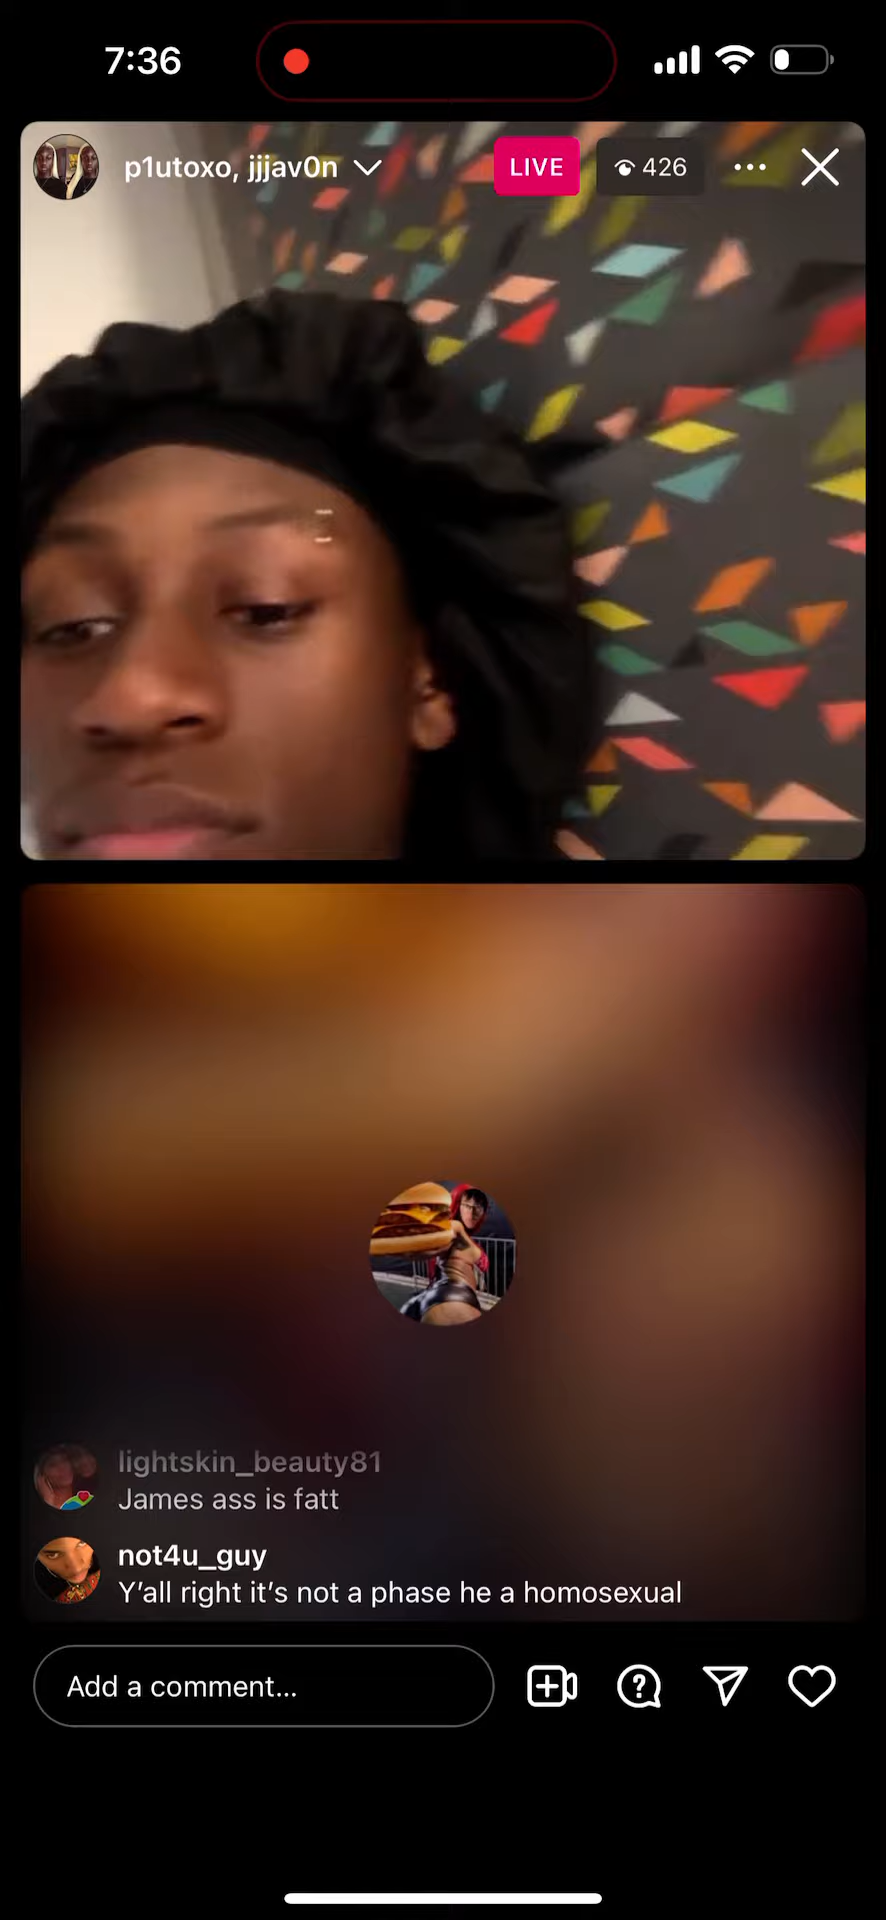 7:36
p1utoxo, jjjav0n
LIVE
426
lightskin_beauty81
James ass is fatt
not4u_guy
Y’all right it’s not a phase he a homosexual
Add a comment...